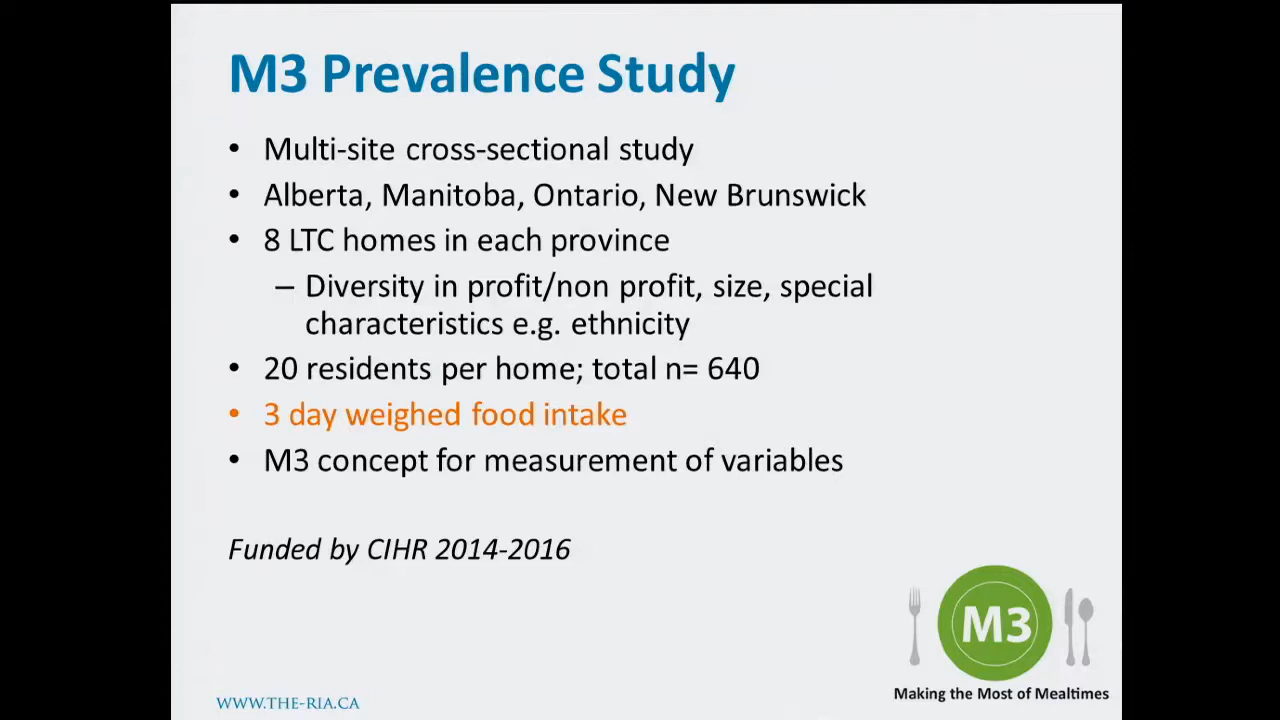 M3 Prevalence Study
• Multi-site cross-sectional study
• Alberta, Manitoba, Ontario, New Brunswick
• 8 LTC homes in each province
– Diversity in profit/non profit, size, special
characteristics e.g. ethnicity
• 20 residents per home; total n= 640
• 3 day weighed food intake
• M3 concept for measurement of variables
Funded by CIHR 2014-2016
M3
Making the Most of Mealtimes
WWW.THE-RIA.CA